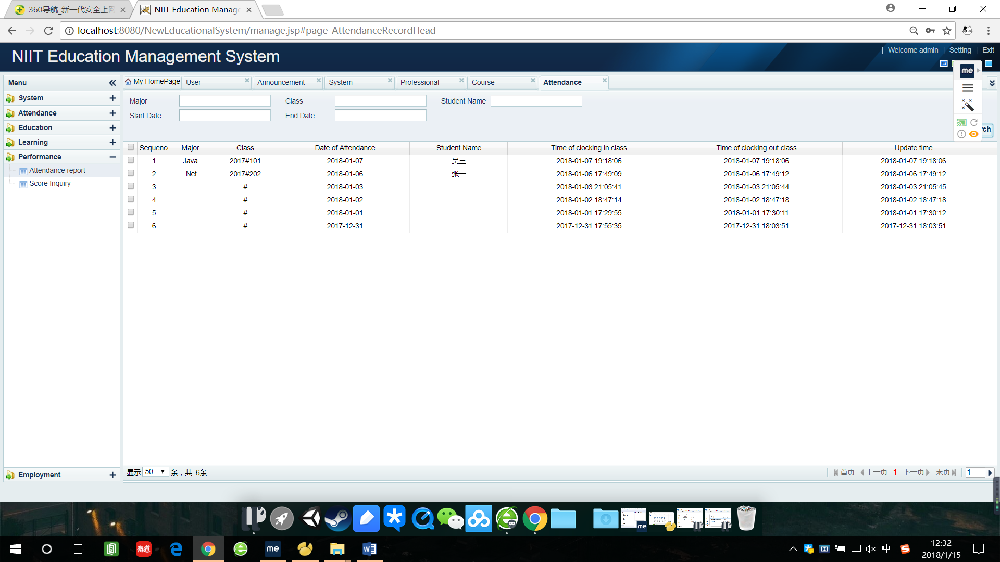 360导航_新一代安全上网
NIIT Education Manage
localhost:8080/NewEducationalSystem/manage.jsp#page_AttendanceRecordHead
NIIT Education Management System
| Welcome admin | Setting | Exit
me
Menu
My HomePage User Announcement System Professional Course Attendance
System
Attendance
Education
Learning
Performance
Attendance report
Score Inquiry
Employment
Major Class Student Name
Start Date End Date
rch
Sequenc Major Class Date of Attendance Student Name Time of clocking in class Time of clocking out class Update time
1 Java 2017#101 2018-01-07 吴三 2018-01-07 19:18:06 2018-01-07 19:18:06 2018-01-07 19:18:06
2 .Net 2017#202 2018-01-06 张一 2018-01-06 17:49:09 2018-01-06 17:49:12 2018-01-06 17:49:12
3 # 2018-01-03 2018-01-03 21:05:41 2018-01-03 21:05:44 2018-01-03 21:05:45
4 # 2018-01-02 2018-01-02 18:47:14 2018-01-02 18:47:18 2018-01-02 18:47:18
5 # 2018-01-01 2018-01-01 17:29:55 2018-01-01 17:30:11 2018-01-01 17:30:12
6 # 2017-12-31 2017-12-31 17:55:35 2017-12-31 18:03:51 2017-12-31 18:03:51
显示 50 条，共: 6条
首页 上一页 1 下一页 末页 1
me
有道
me
中
12:32
2018/1/15